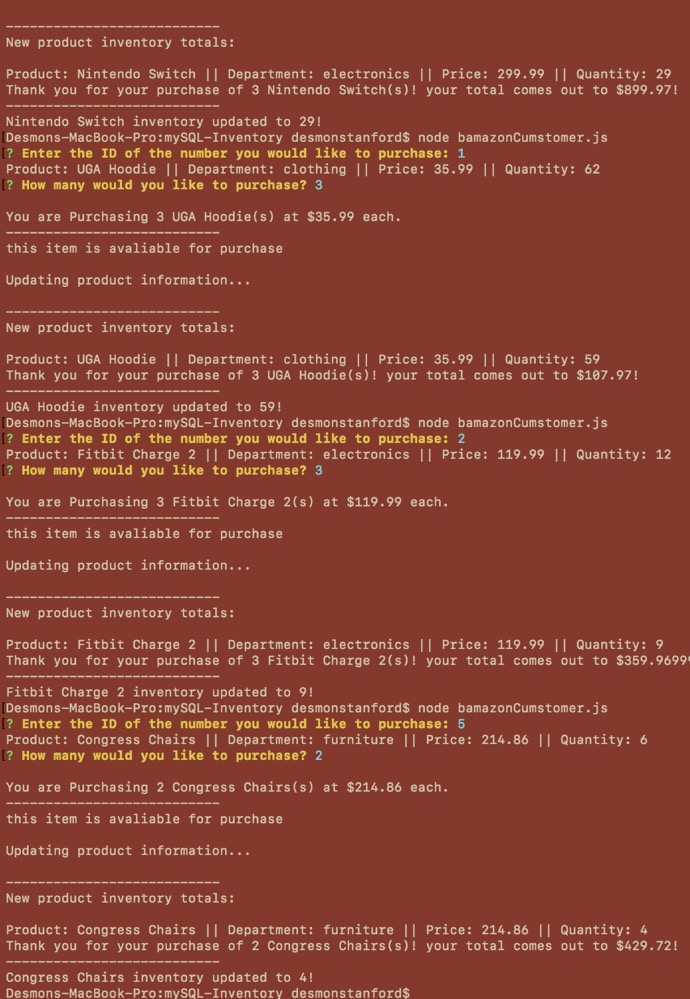 ---------------------------
New product inventory totals:
Product: Nintendo Switch || Department: electronics || Price: 299.99 || Quantity: 29
Thank you for your purchase of 3 Nintendo Switch(s)! your total comes out to $899.97!
---------------------------
Nintendo Switch inventory updated to 29!
[Desmons-MacBook-Pro:mySQL-Inventory desmonstanford$ node bamazonCumstomer.js
[? Enter the ID of the number you would like to purchase: 1
Product: UGA Hoodie || Department: clothing || Price: 35.99 || Quantity: 62
[? How many would you like to purchase? 3
You are Purchasing 3 UGA Hoodie(s) at $35.99 each.
---------------------------
this item is avaliable for purchase
Updating product information...
---------------------------
New product inventory totals:
Product: UGA Hoodie || Department: clothing || Price: 35.99 || Quantity: 59
Thank you for your purchase of 3 UGA Hoodie(s)! your total comes out to $107.97!
---------------------------
UGA Hoodie inventory updated to 59!
[Desmons-MacBook-Pro:mySQL-Inventory desmonstanford$ node bamazonCumstomer.js
[? Enter the ID of the number you would like to purchase: 2
Product: Fitbit Charge 2 || Department: electronics || Price: 119.99 || Quantity: 12
[? How many would you like to purchase? 3
You are Purchasing 3 Fitbit Charge 2(s) at $119.99 each.
---------------------------
this item is avaliable for purchase
Updating product information...
---------------------------
New product inventory totals:
Product: Fitbit Charge 2 || Department: electronics || Price: 119.99 || Quantity: 9
Thank you for your purchase of 3 Fitbit Charge 2(s)! your total comes out to $359.9699
---------------------------
Fitbit Charge 2 inventory updated to 9!
[Desmons-MacBook-Pro:mySQL-Inventory desmonstanford$ node bamazonCumstomer.js
[? Enter the ID of the number you would like to purchase: 5
Product: Congress Chairs || Department: furniture || Price: 214.86 || Quantity: 6
[? How many would you like to purchase? 2
You are Purchasing 2 Congress Chairs(s) at $214.86 each.
---------------------------
this item is avaliable for purchase
Updating product information...
---------------------------
New product inventory totals:
Product: Congress Chairs || Department: furniture || Price: 214.86 || Quantity: 4
Thank you for your purchase of 2 Congress Chairs(s)! your total comes out to $429.72!
---------------------------
Congress Chairs inventory updated to 4!
Desmons-MacBook-Pro:mySQL-Inventory desmonstanford$